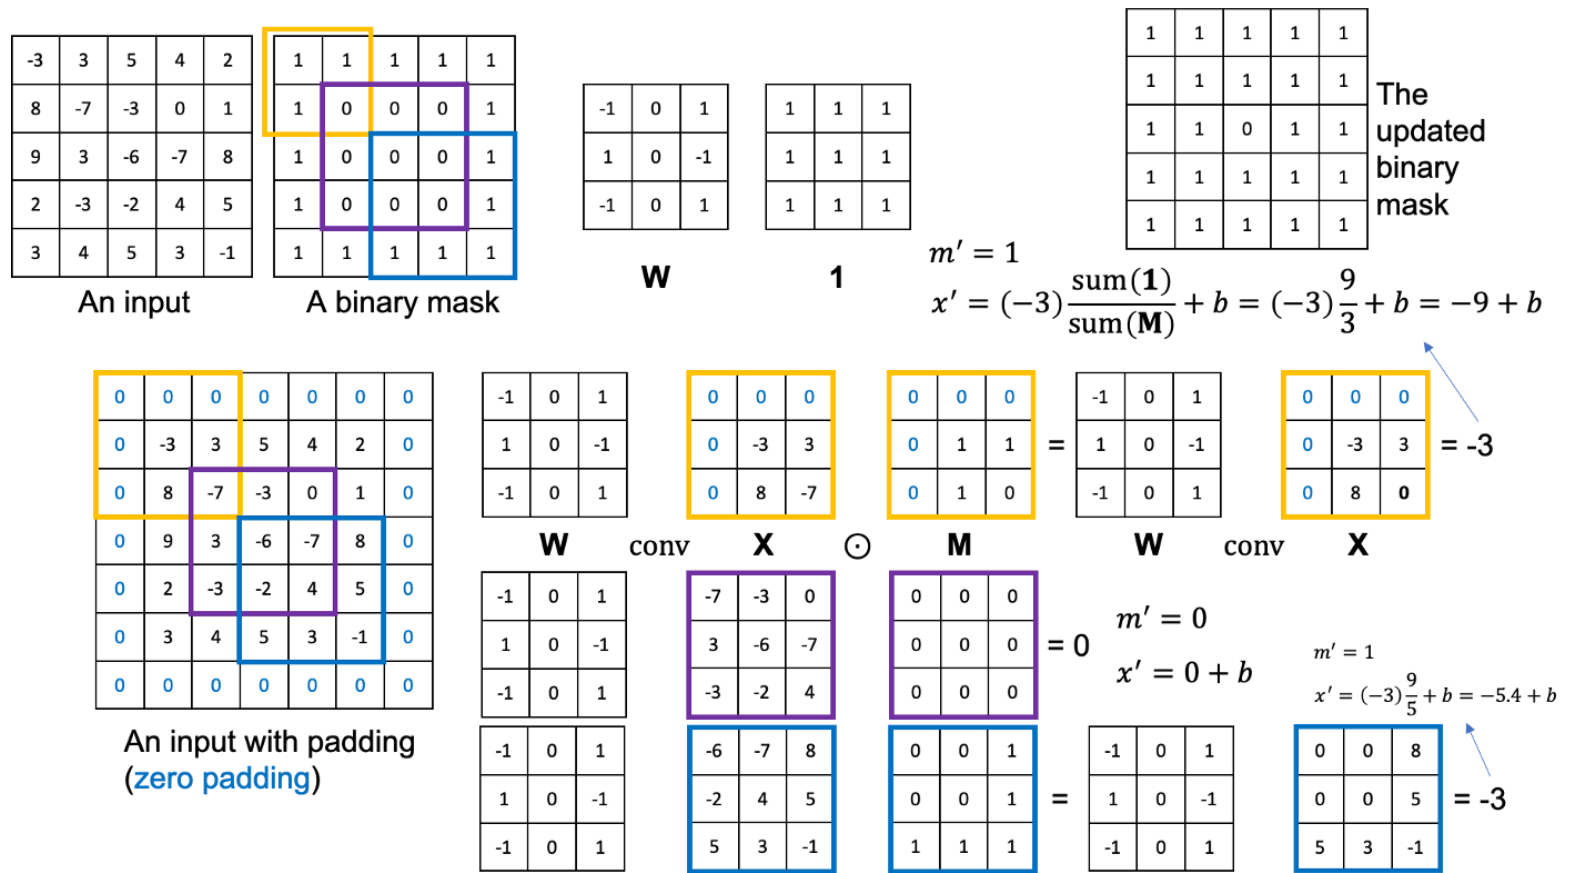 -3 3 5 4 2
8 -7 -3 0 1
9 3 -6 -7 8
2 -3 -2 4 5
3 4 5 3 -1
An input
1 1 1 1 1
1 0 0 0 1
1 0 0 0 1
1 0 0 0 1
1 1 1 1 1
A binary mask
-1 0 1
1 0 -1
-1 0 1
W
1 1 1
1 1 1
1 1 1
1
1 1 1 1 1
1 1 1 1 1
1 1 0 1 1
1 1 1 1 1
1 1 1 1 1
The
updated
binary
mask
m′ = 1
x′ = (−3) sum(1)/sum(M) + b = (−3) 9/3 + b = −9 + b
0 0 0 0 0 0 0
0 -3 3 5 4 2 0
0 8 -7 -3 0 1 0
0 9 3 -6 -7 8 0
0 2 -3 -2 4 5 0
0 3 4 5 3 -1 0
0 0 0 0 0 0 0
An input with padding
(zero padding)
-1 0 1
1 0 -1
-1 0 1
0 0 0
0 -3 3
0 8 -7
0 0 0
0 1 1
0 1 0
=
-1 0 1
1 0 -1
-1 0 1
0 0 0
0 -3 3
0 8 0
= -3
W conv X ⊙ M W conv X
-1 0 1
1 0 -1
-1 0 1
-7 -3 0
3 -6 -7
-3 -2 4
0 0 0
0 0 0
0 0 0
= 0
m′ = 0
x′ = 0 + b
m′ = 1
x′ = (−3) 9/5 + b = −5.4 + b
-1 0 1
1 0 -1
-1 0 1
-6 -7 8
-2 4 5
5 3 -1
0 0 1
0 0 1
1 1 1
=
-1 0 1
1 0 -1
-1 0 1
0 0 8
0 0 5
5 3 -1
= -3